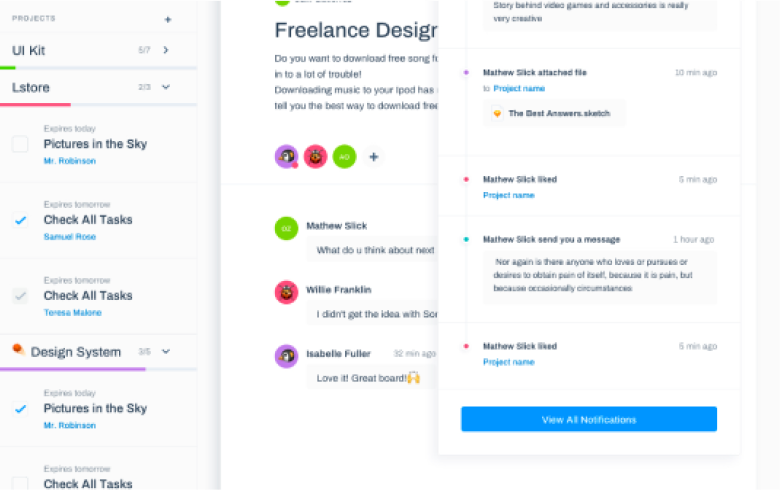 PROJECTS
+
UI Kit
5/7
Lstore
2/3
Expires today
Pictures in the Sky
Mr. Robinson
Expires tomorrow
Check All Tasks
Samuel Rose
Expires tomorrow
Check All Tasks
Teresa Malone
Design System
3/5
Expires today
Pictures in the Sky
Mr. Robinson
Expires tomorrow
Check All Tasks
Freelance Design
Do you want to download free song f
in to a lot of trouble!
Downloading music to your Ipod has
tell you the best way to download free
AD
+
OZ
Mathew Slick
What do u think about next
Willie Franklin
I didn't get the idea with
Isabelle Fuller
32 min ago
Love it! Great board!🙌
Story behind video games and accessories is really
very creative
Mathew Slick attached file
10 min ago
to Project name
The Best Answers.sketch
Mathew Slick liked
5 min ago
Project name
Mathew Slick send you a message
1 hour ago
Nor again is there anyone who loves or pursues or
desires to obtain pain of itself, because it is pain, but
because occasionally circumstances
Mathew Slick liked
5 min ago
Project name
View All Notifications